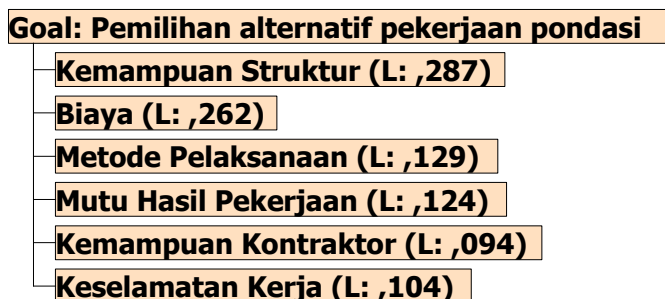 Goal: Pemilihan alternatif pekerjaan pondasi
Kemampuan Struktur (L: ,287)
Biaya (L: ,262)
Metode Pelaksanaan (L: ,129)
Mutu Hasil Pekerjaan (L: ,124)
Kemampuan Kontraktor (L: ,094)
Keselamatan Kerja (L: ,104)